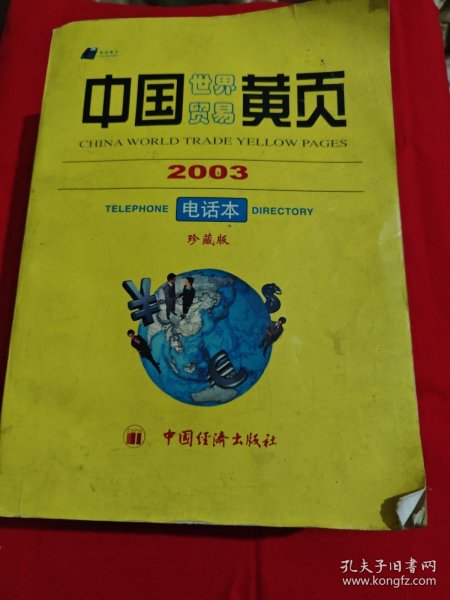 中国世界贸易黄页
CHINA WORLD TRADE YELLOW PAGES
2003
TELEPHONE 电话本 DIRECTORY
珍藏版
中国经济出版社
孔夫子旧书网
www.kongfz.com